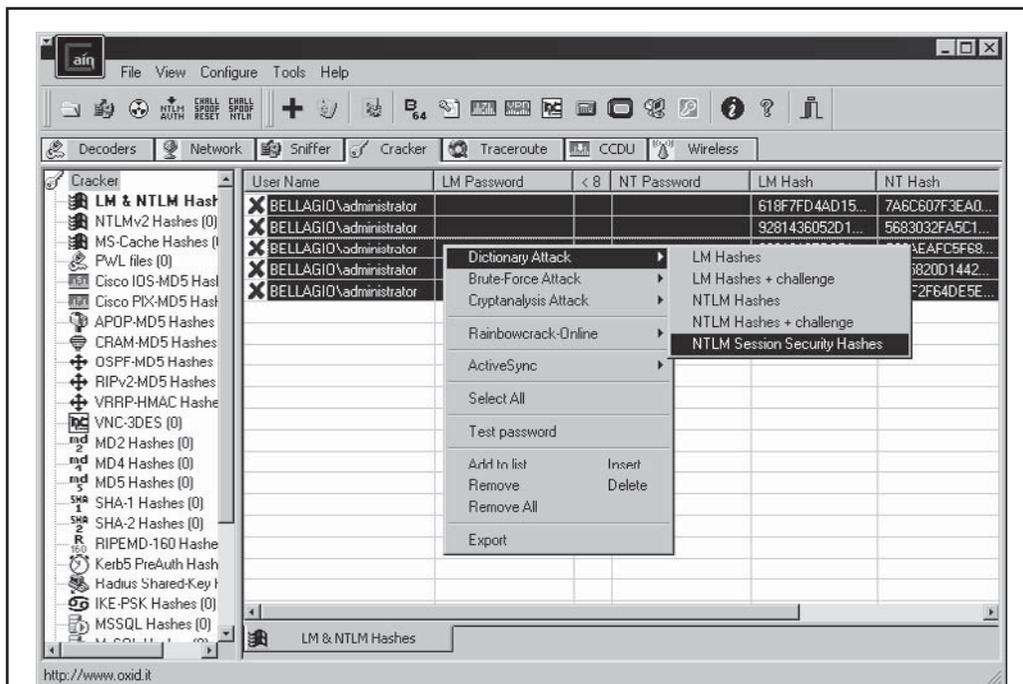 aín
File View Configure Tools Help
NTLM AUTH
CHALL SPOOF RESET
CHALL SPOOF NTLM
B 64
Decoders Network Sniffer Cracker Traceroute CCDU Wireless
Cracker
LM & NTLM Hash
NTLMv2 Hashes (0)
MS-Cache Hashes (
PWL files (0)
Cisco IOS-MD5 Hash
Cisco PIX-MD5 Hash
APOP-MD5 Hashes
CRAM-MD5 Hashes
OSPF-MD5 Hashes
RIPv2-MD5 Hashes
VRRP-HMAC Hashe
VNC-3DES (0)
MD2 Hashes (0)
MD4 Hashes (0)
MD5 Hashes (0)
SHA-1 Hashes (0)
SHA-2 Hashes (0)
RIPEMD-160 Hashe
Kerb5 PreAuth Hash
Radius Shared-Key H
IKE-PSK Hashes (0)
MSSQL Hashes (0)
User Name LM Password < 8 NT Password LM Hash NT Hash
BELLAGIO\administrator 618F7FD4AD15... 7A6C607F3EA0...
BELLAGIO\administrator 9281436052D1... 5683032FA5C1...
BELLAGIO\administrator AEAFC5F68...
BELLAGIO\administrator 5820D1442...
BELLAGIO\administrator F2F64DE5E...
Dictionary Attack
Brute-Force Attack
Cryptanalysis Attack
Rainbowcrack-Online
ActiveSync
Select All
Test password
Add to list Insert
Remove Delete
Remove All
Export
LM Hashes
LM Hashes + challenge
NTLM Hashes
NTLM Hashes + challenge
NTLM Session Security Hashes
LM & NTLM Hashes
http://www.oxid.it